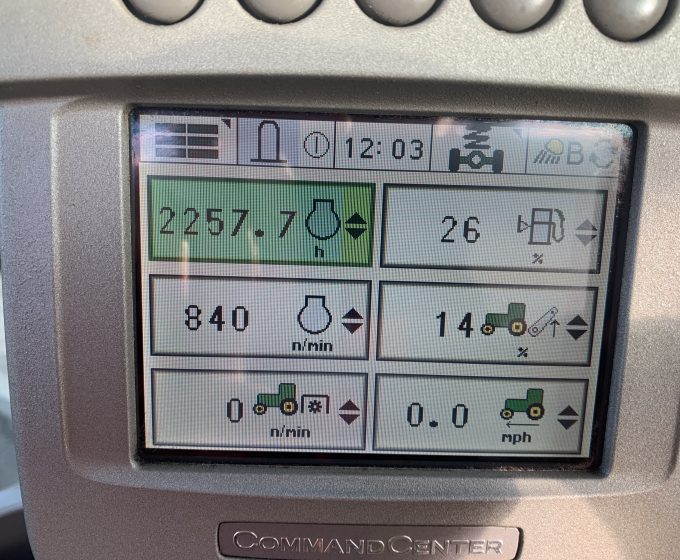 12:03
B
2257.7
h
26
%
840
n/min
14
%
0
n/min
0.0
mph
COMMANDCENTER